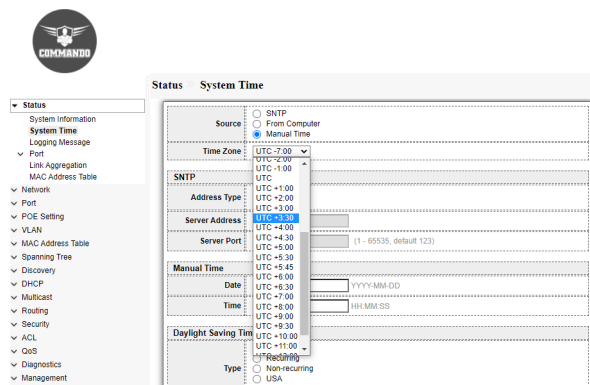 COMMANDO
Status System Time
Status
System Information
System Time
Logging Message
Port
Link Aggregation
MAC Address Table
Network
Port
POE Setting
VLAN
MAC Address Table
Spanning Tree
Discovery
DHCP
Multicast
Routing
Security
ACL
QoS
Diagnostics
Management
Source
SNTP
From Computer
Manual Time
Time Zone
UTC -7:00
UTC -2:00
UTC -1:00
UTC
UTC +1:00
UTC +2:00
UTC +3:00
UTC +3:30
UTC +4:00
UTC +4:30
UTC +5:00
UTC +5:30
UTC +5:45
UTC +6:00
UTC +6:30
UTC +7:00
UTC +8:00
UTC +9:00
UTC +9:30
UTC +10:00
UTC +11:00
SNTP
Address Type
Server Address
Server Port
(1 - 65535, default 123)
Manual Time
Date
YYYY-MM-DD
Time
HH:MM:SS
Daylight Saving Tim
Type
Recurring
Non-recurring
USA